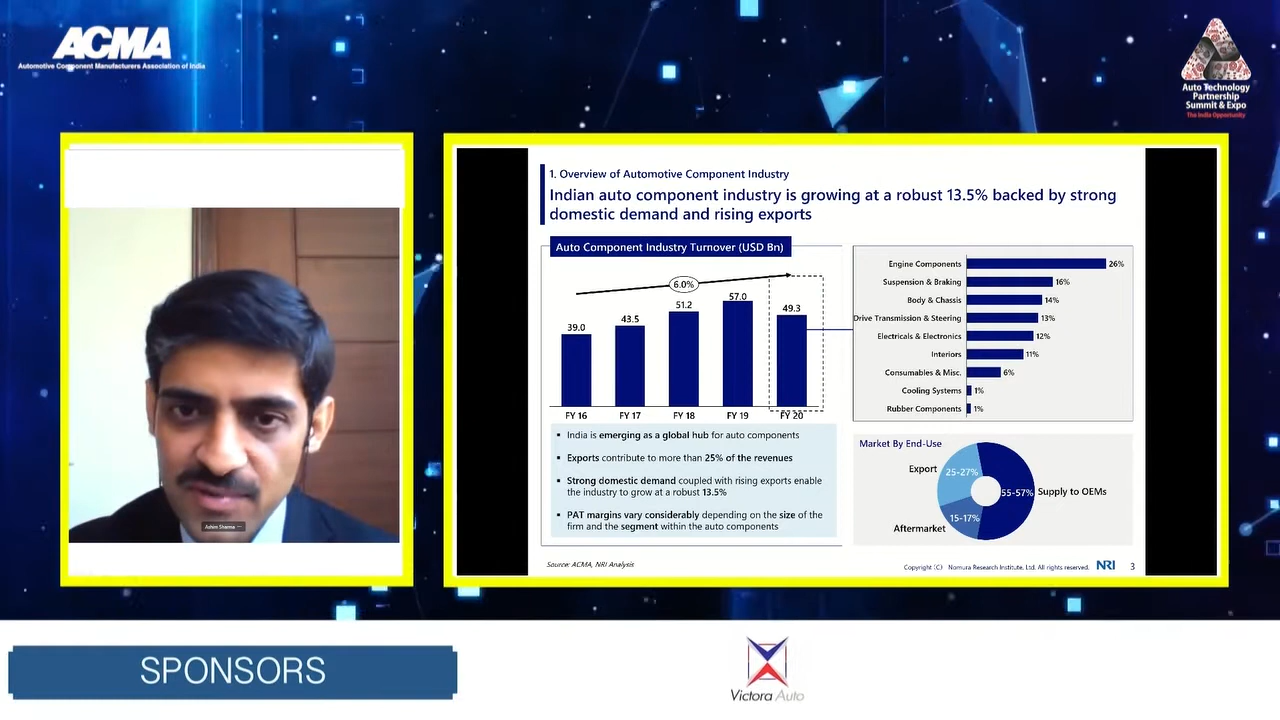 ACMA
Automotive Component Manufacturers Association of India
Auto Technology
Partnership
Summit & Expo
The India Opportunity
Ashim Sharma
1. Overview of Automotive Component Industry
Indian auto component industry is growing at a robust 13.5% backed by strong
domestic demand and rising exports
Auto Component Industry Turnover (USD Bn)
6.0%
39.0
43.5
51.2
57.0
49.3
FY 16
FY 17
FY 18
FY 19
FY 20
Engine Components 26%
Suspension & Braking 16%
Body & Chassis 14%
Drive Transmission & Steering 13%
Electricals & Electronics 12%
Interiors 11%
Consumables & Misc. 6%
Cooling Systems 1%
Rubber Components 1%
▪ India is emerging as a global hub for auto components
▪ Exports contribute to more than 25% of the revenues
▪ Strong domestic demand coupled with rising exports enable
the industry to grow at a robust 13.5%
▪ PAT margins vary considerably depending on the size of the
firm and the segment within the auto components
Market By End-Use
Export
25-27%
55-57%
Supply to OEMs
15-17%
Aftermarket
Source: ACMA, NRI Analysis
Copyright (C) Nomura Research Institute, Ltd. All rights reserved.
NRI
3
SPONSORS
Victora Auto